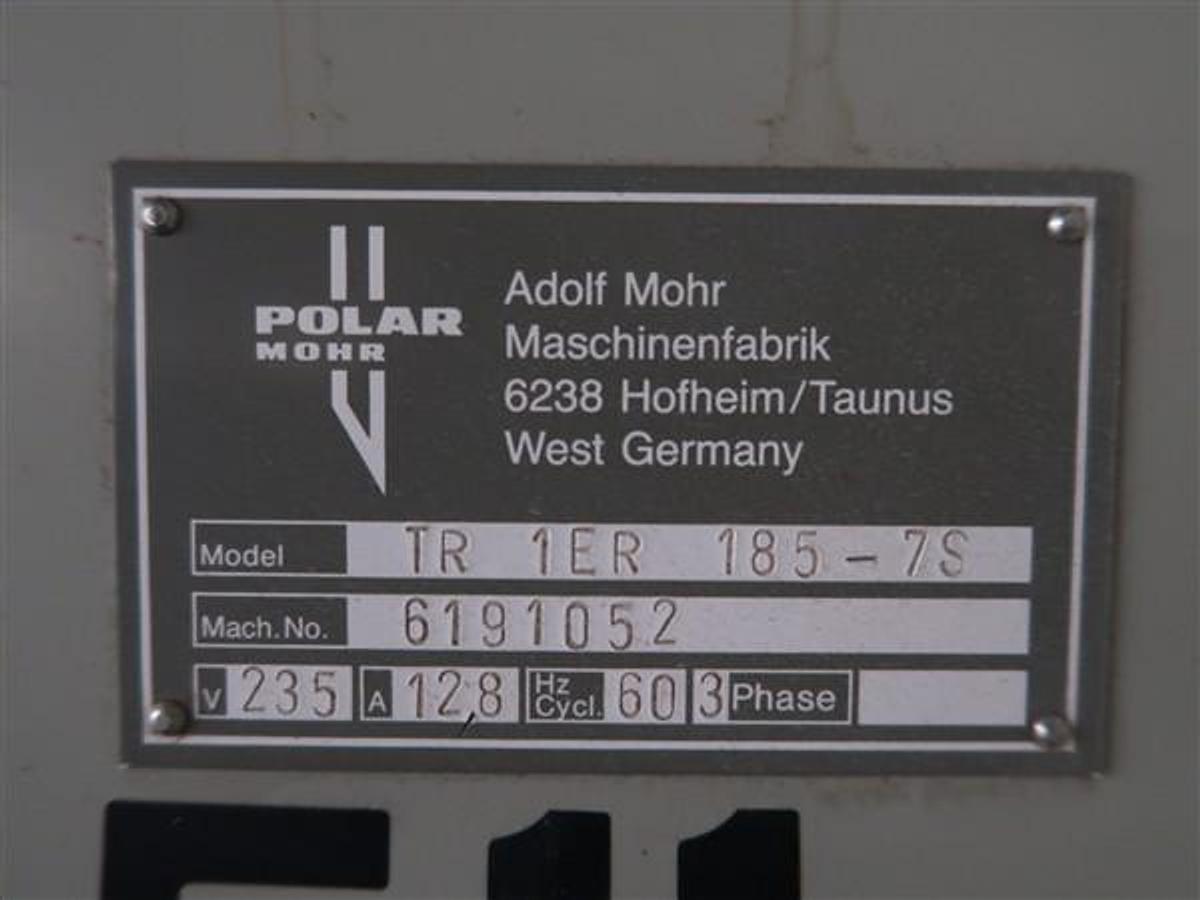 POLAR
MOHR
Adolf Mohr
Maschinenfabrik
6238 Hofheim/Taunus
West Germany
Model TR 1ER 185-7S
Mach.No. 6191052
V 235 A 12,8 Hz Cycl. 60 3 Phase